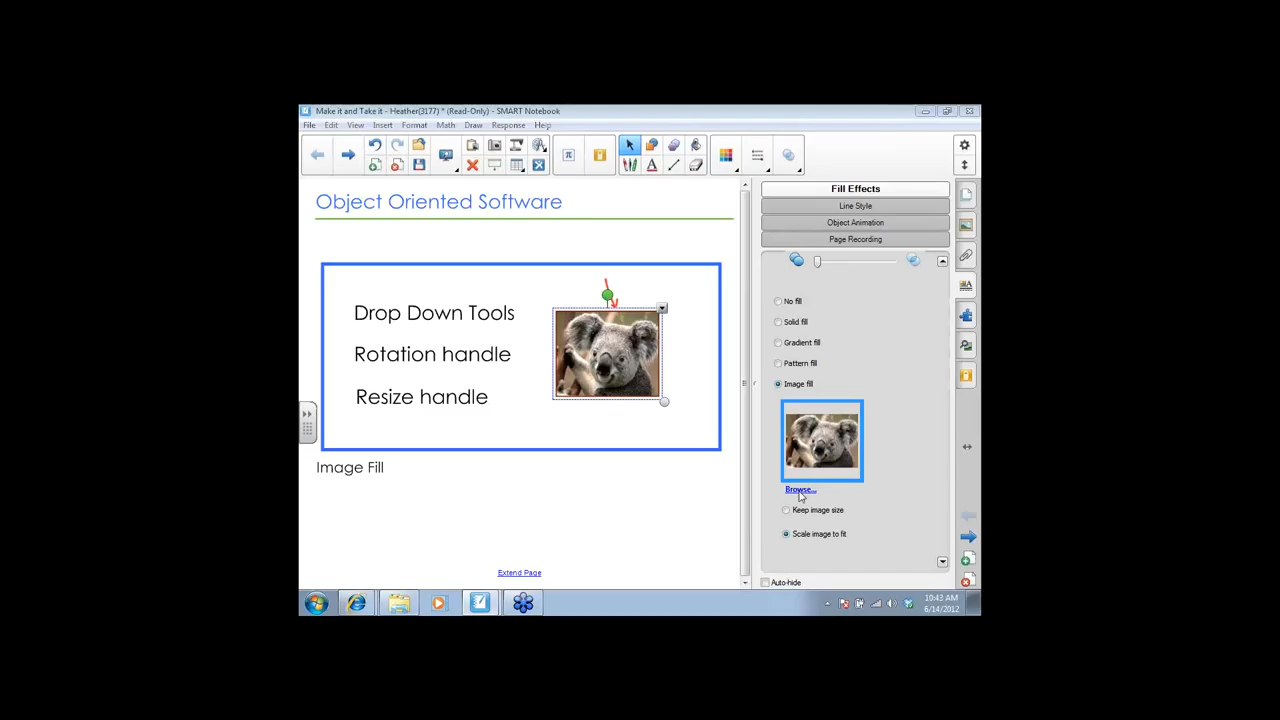 Make it and Take it - Heather(3177) * (Read-Only) - SMART Notebook
File Edit View Insert Format Math Draw Response Help
Object Oriented Software
Drop Down Tools
Rotation handle
Resize handle
Image Fill
Extend Page
Fill Effects
Line Style
Object Animation
Page Recording
No fill
Solid fill
Gradient fill
Pattern fill
Image fill
Browse...
Keep image size
Scale image to fit
Auto-hide
10:43 AM
6/14/2012